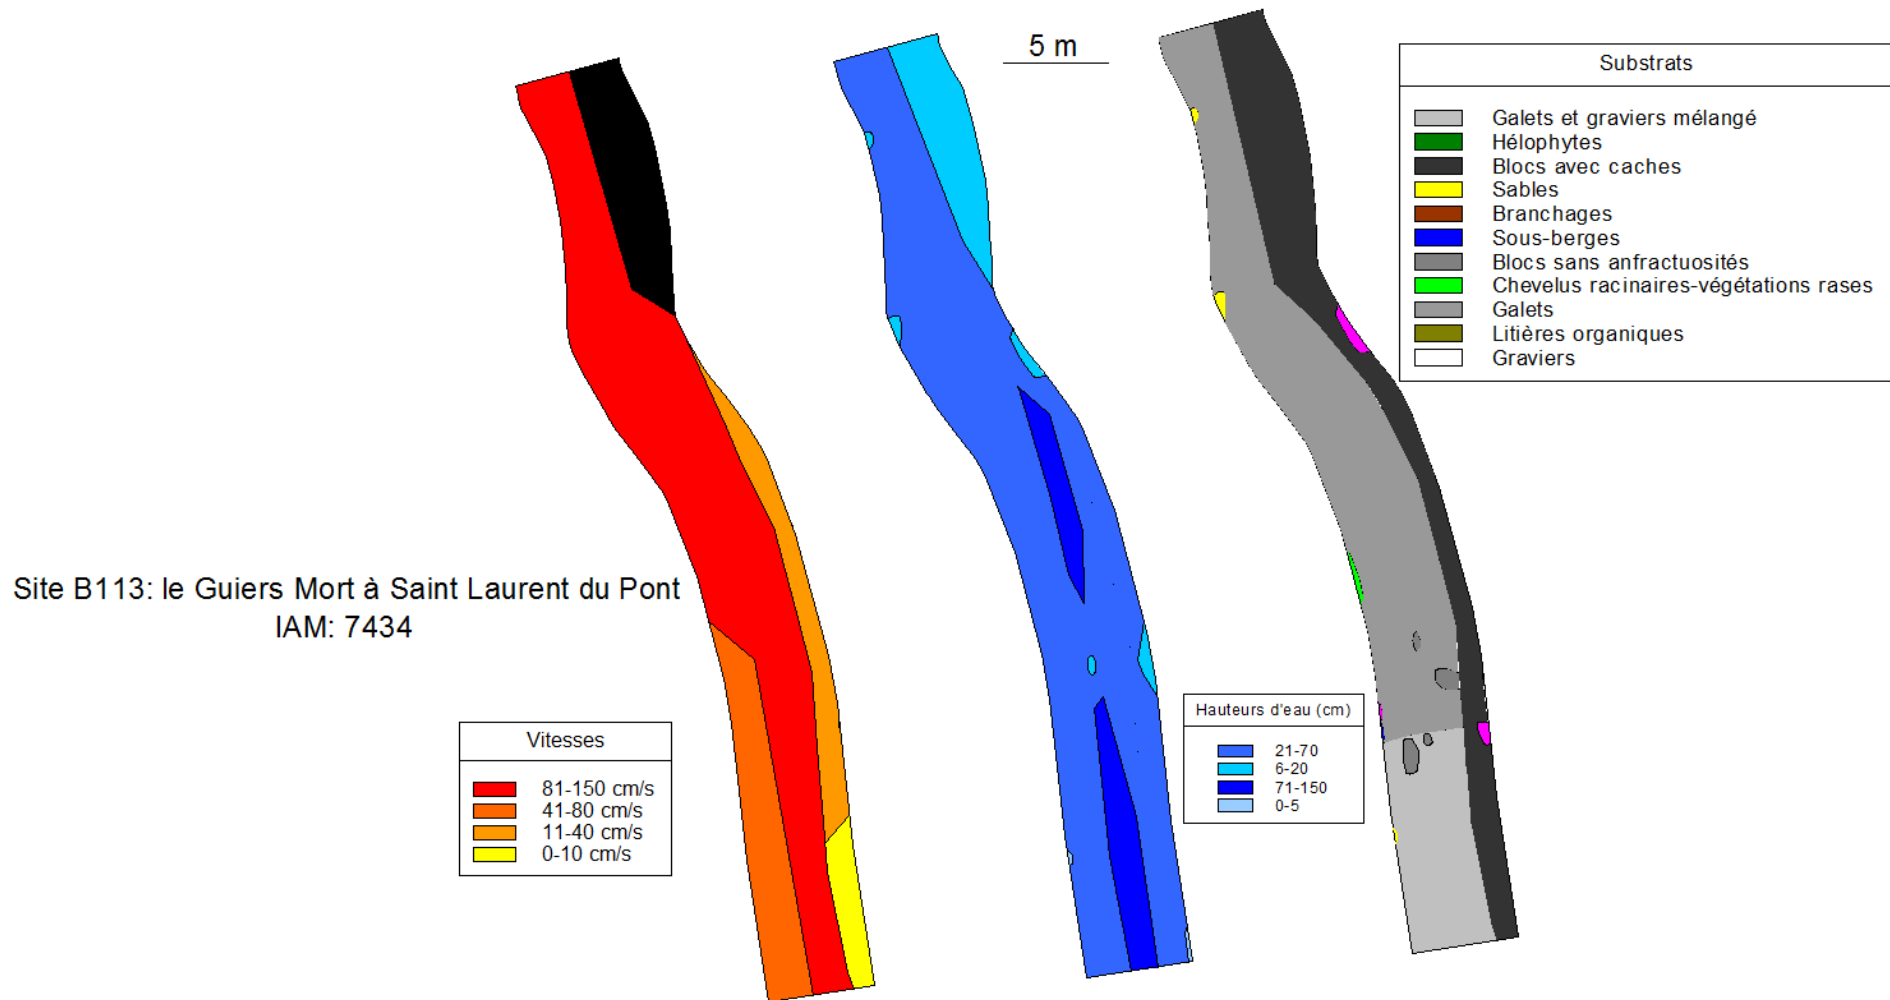 5 m
Substrats
Galets et graviers mélangé
Hélophytes
Blocs avec caches
Sables
Branchages
Sous-berges
Blocs sans anfractuosités
Chevelus racinaires-végétations rases
Galets
Litières organiques
Graviers
Site B113: le Guiers Mort à Saint Laurent du Pont
IAM: 7434
Vitesses
81-150 cm/s
41-80 cm/s
11-40 cm/s
0-10 cm/s
Hauteurs d'eau (cm)
21-70
6-20
71-150
0-5